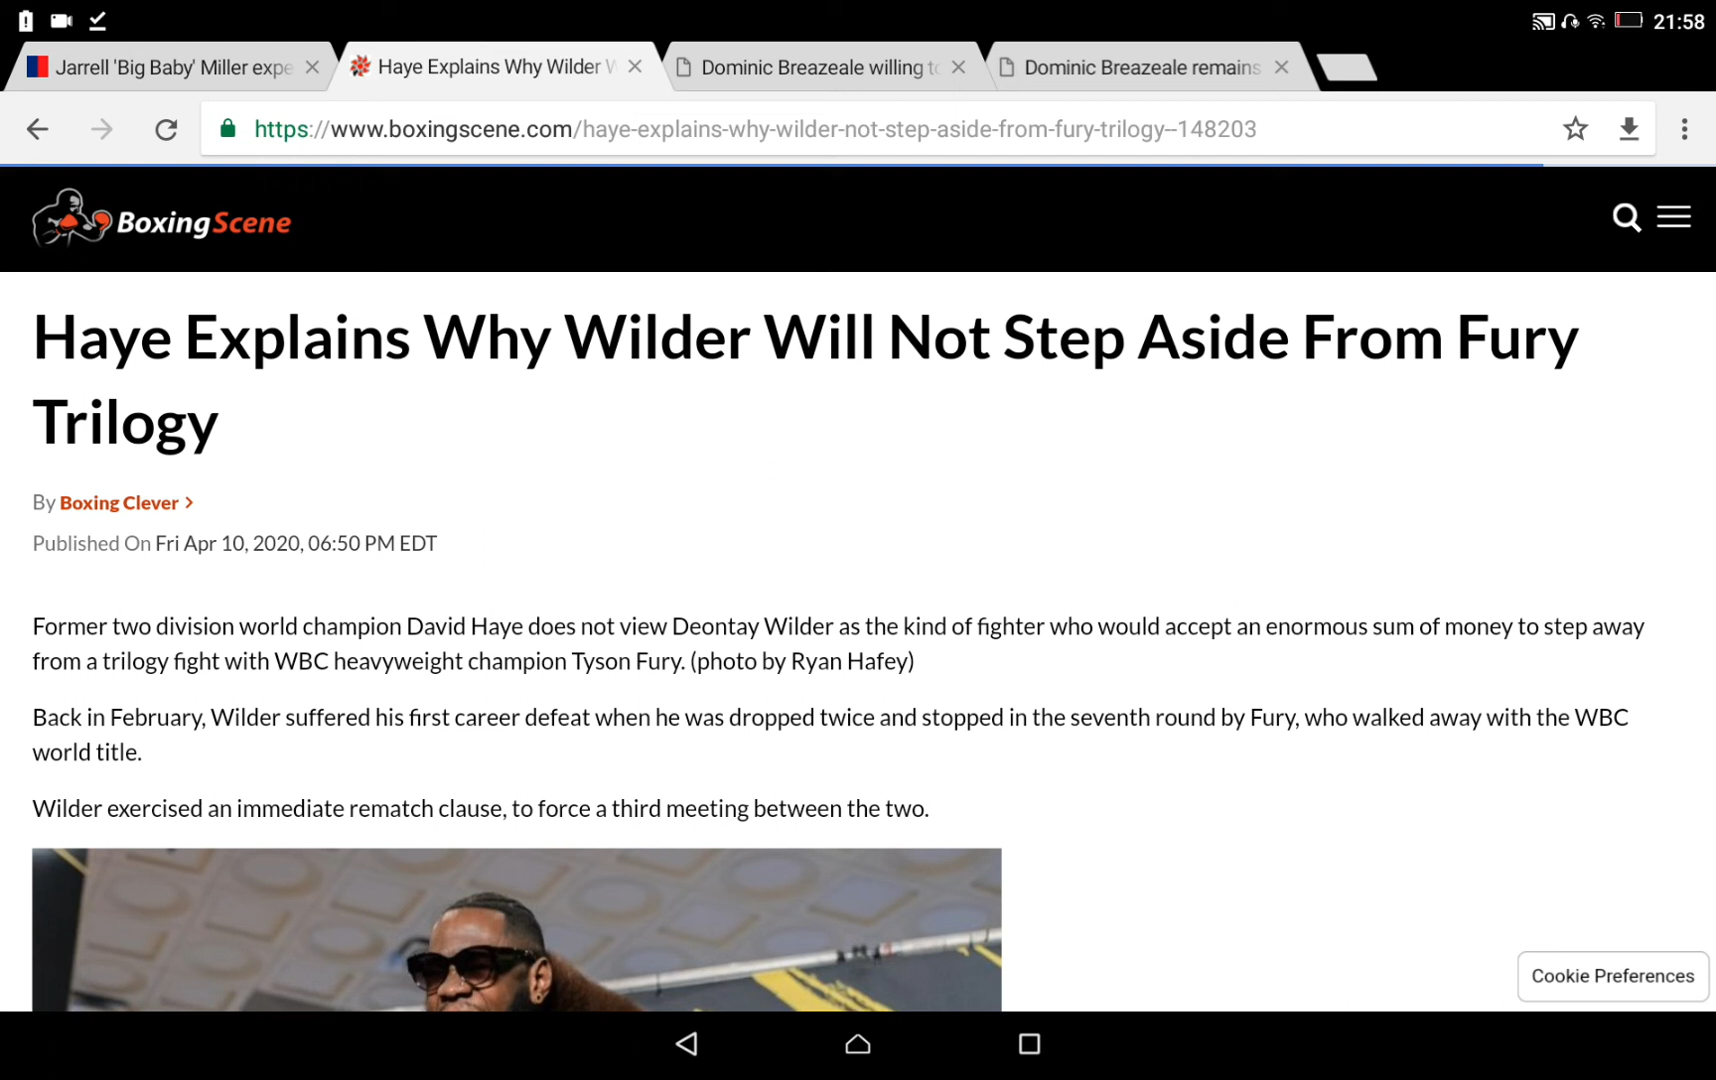 21:58
Jarrell 'Big Baby' Miller expe
Haye Explains Why Wilder W
Dominic Breazeale willing to
Dominic Breazeale remains
https://www.boxingscene.com/haye-explains-why-wilder-not-step-aside-from-fury-trilogy--148203
BoxingScene
Haye Explains Why Wilder Will Not Step Aside From Fury
Trilogy
By Boxing Clever >
Published On Fri Apr 10, 2020, 06:50 PM EDT
Former two division world champion David Haye does not view Deontay Wilder as the kind of fighter who would accept an enormous sum of money to step away
from a trilogy fight with WBC heavyweight champion Tyson Fury. (photo by Ryan Hafey)
Back in February, Wilder suffered his first career defeat when he was dropped twice and stopped in the seventh round by Fury, who walked away with the WBC
world title.
Wilder exercised an immediate rematch clause, to force a third meeting between the two.
Cookie Preferences